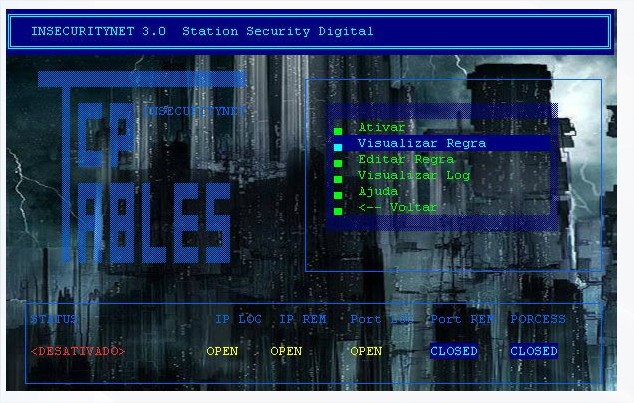 INSECURITYNET 3.0 Station Security Digital
TCP
INSECURITYNET
TABLES
Ativar
Visualizar Regra
Editar Regra
Visualizar Log
Ajuda
<-- Voltar
STATUS IP LOC IP REM Port LOC Port REM PORCESS
<DESATIVADO> OPEN OPEN OPEN CLOSED CLOSED